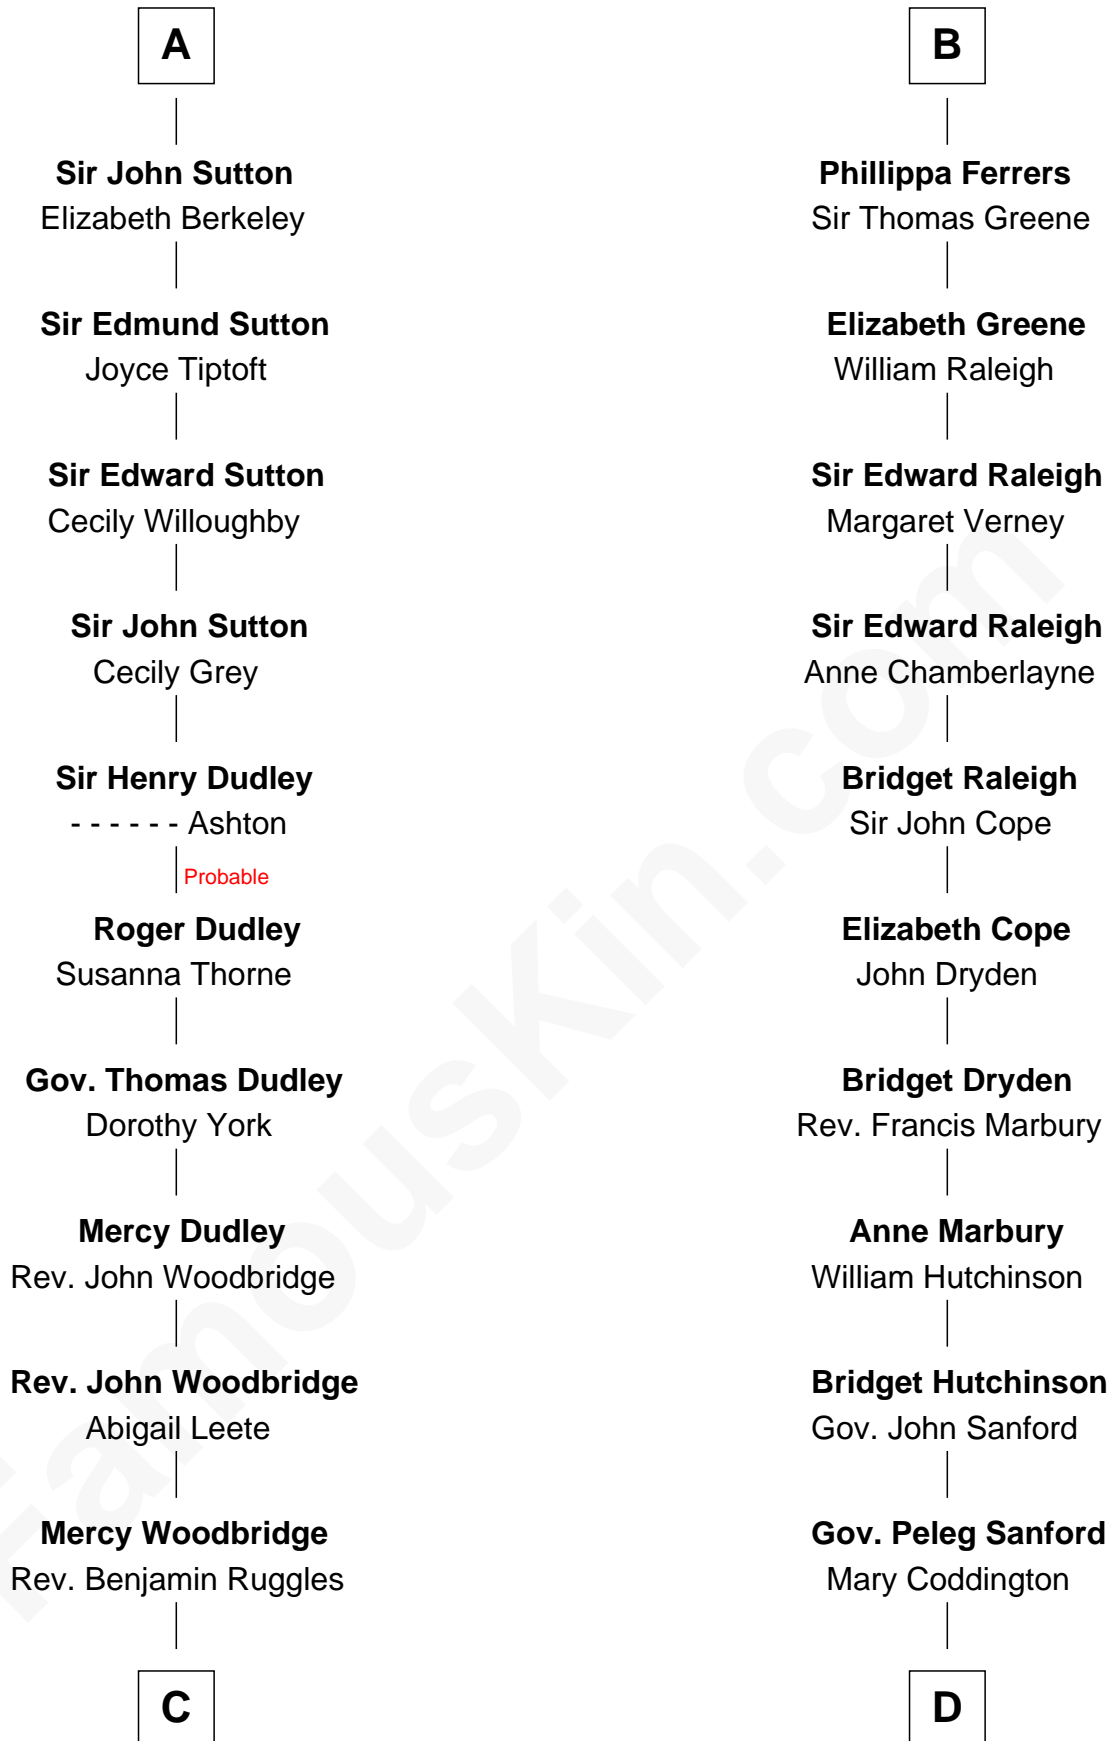 A
Sir John Sutton
Elizabeth Berkeley
Sir Edmund Sutton
Joyce Tiptoft
Sir Edward Sutton
Cecily Willoughby
Sir John Sutton
Cecily Grey
Sir Henry Dudley
- - - - - - Ashton
Probable
Roger Dudley
Susanna Thorne
Gov. Thomas Dudley
Dorothy York
Mercy Dudley
Rev. John Woodbridge
Rev. John Woodbridge
Abigail Leete
Mercy Woodbridge
Rev. Benjamin Ruggles
C
B
Phillippa Ferrers
Sir Thomas Greene
Elizabeth Greene
William Raleigh
Sir Edward Raleigh
Margaret Verney
Sir Edward Raleigh
Anne Chamberlayne
Bridget Raleigh
Sir John Cope
Elizabeth Cope
John Dryden
Bridget Dryden
Rev. Francis Marbury
Anne Marbury
William Hutchinson
Bridget Hutchinson
Gov. John Sanford
Gov. Peleg Sanford
Mary Coddington
D
FamousKin.com